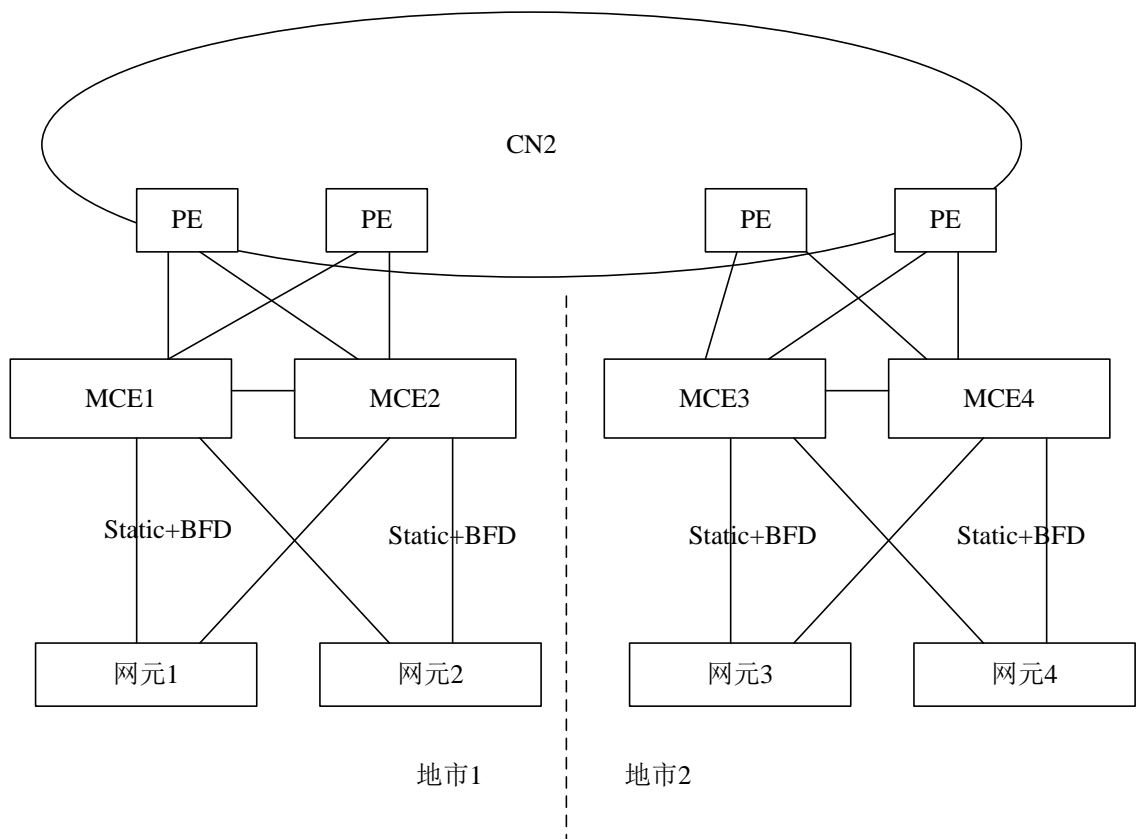 CN2
PE
PE
PE
PE
MCE1
MCE2
MCE3
MCE4
Static+BFD
Static+BFD
Static+BFD
Static+BFD
网元1
网元2
网元3
网元4
地市1
地市2